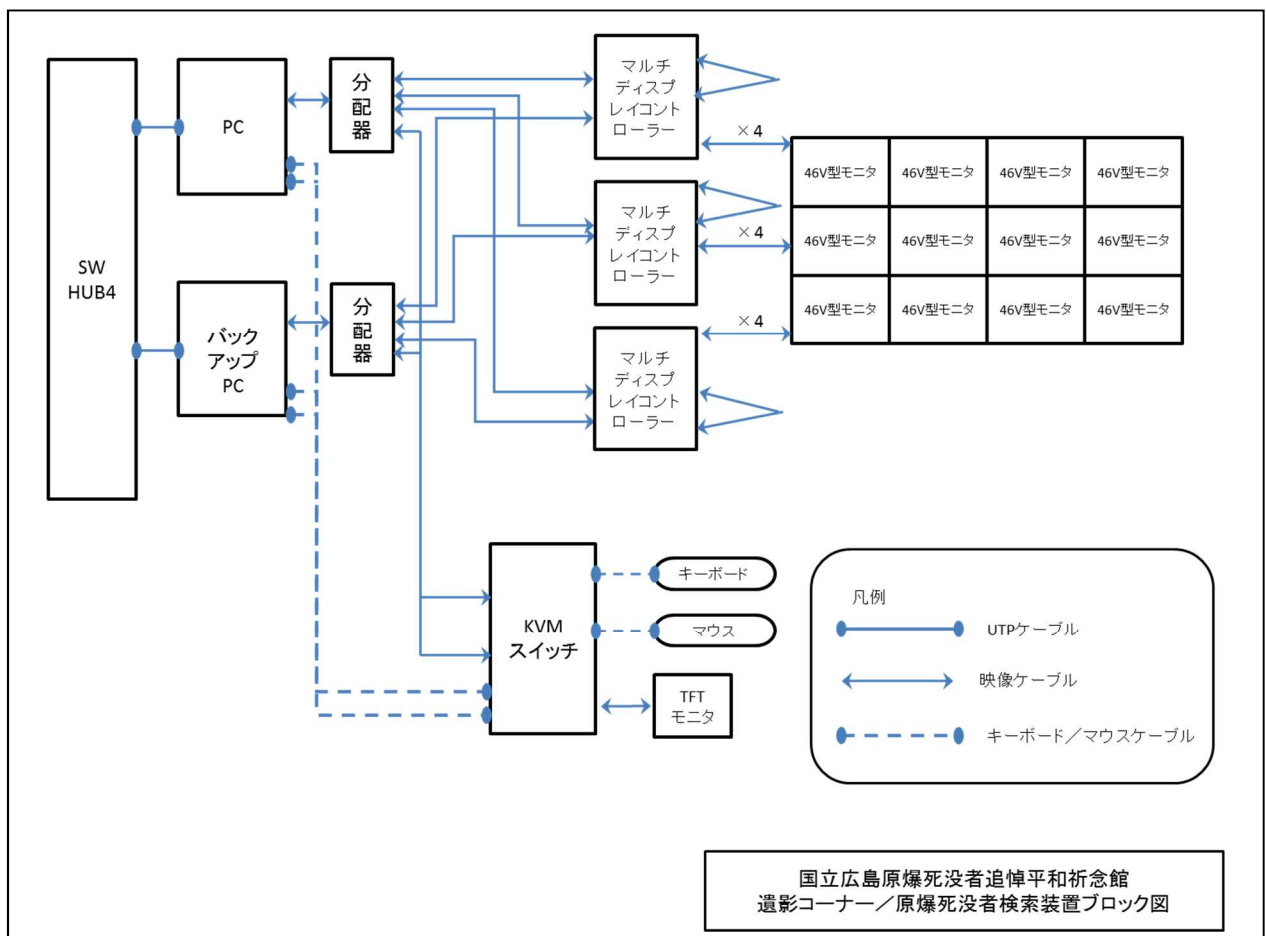 SW
HUB4
PC
分
配
器
バック
アップ
PC
分
配
器
マルチ
ディスプ
レイコント
ローラー
マルチ
ディスプ
レイコント
ローラー
マルチ
ディスプ
レイコント
ローラー
×4
×4
×4
46V型モニタ 46V型モニタ 46V型モニタ 46V型モニタ
46V型モニタ 46V型モニタ 46V型モニタ 46V型モニタ
46V型モニタ 46V型モニタ 46V型モニタ 46V型モニタ
KVM
スイッチ
キーボード
マウス
TFT
モニタ
凡例
UTPケーブル
映像ケーブル
キーボード／マウスケーブル
国立広島原爆死没者追悼平和祈念館
遺影コーナー／原爆死没者検索装置ブロック図